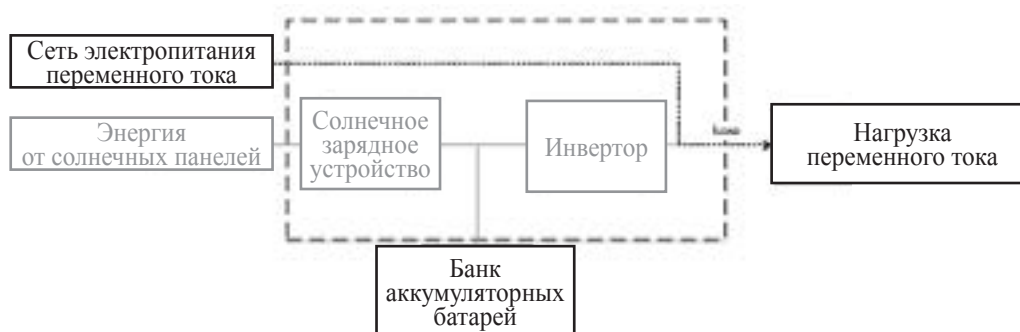 Сеть электропитания
переменного тока
Энергия
от солнечных панелей
Солнечное
зарядное
устройство
Инвертор
Нагрузка
переменного тока
Банк
аккумуляторных
батарей